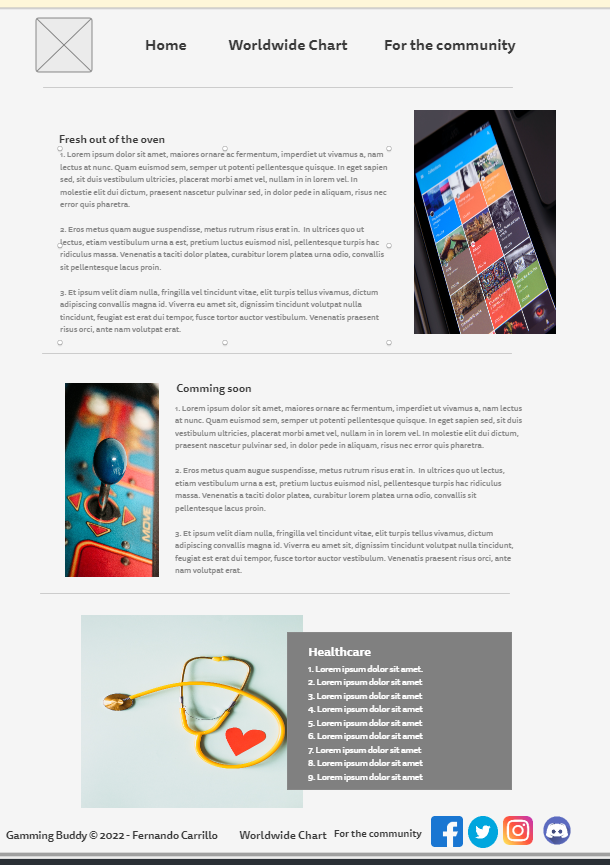 Home Worldwide Chart For the community
Fresh out of the oven
1. Lorem ipsum dolor sit amet, maiores ornare ac fermentum, imperdiet ut vivamus a, nam
lectus at nunc. Quam euismod sem, semper ut potenti pellentesque quisque. In eget sapien
sed, sit duis vestibulum ultricies, placerat morbi amet vel, nullam in in lorem vel. In
molestie elit dui dictum, praesent nascetur pulvinar sed, in dolor pede in aliquam, risus nec
error quis pharetra.
2. Eros metus quam augue suspendisse, metus rutrum risus erat in. In ultrices quo ut
lectus, etiam vestibulum urna a est, pretium luctus euismod nisl, pellentesque turpis hac
ridiculus massa. Venenatis a taciti dolor platea, curabitur lorem platea urna odio, convallis
sit pellentesque lacus proin.
3. Et ipsum velit diam nulla, fringilla vel tincidunt vitae, elit turpis tellus vivamus, dictum
adipiscing convallis magna id. Viverra eu amet sit, dignissim tincidunt volutpat nulla
tincidunt, feugiat est erat dui tempor, fusce tortor auctor vestibulum. Venenatis praesent
risus orci, ante nam volutpat erat.
Comming soon
1. Lorem ipsum dolor sit amet, maiores ornare ac fermentum, imperdiet ut vivamus a, nam lectus
at nunc. Quam euismod sem, semper ut potenti pellentesque quisque. In eget sapien sed, sit duis
vestibulum ultricies, placerat morbi amet vel, nullam in in lorem vel. In molestie elit dui dictum,
praesent nascetur pulvinar sed, in dolor pede in aliquam, risus nec error quis pharetra.
2. Eros metus quam augue suspendisse, metus rutrum risus erat in. In ultrices quo ut lectus,
etiam vestibulum urna a est, pretium luctus euismod nisl, pellentesque turpis hac ridiculus
massa. Venenatis a taciti dolor platea, curabitur lorem platea urna odio, convallis sit
pellentesque lacus proin.
3. Et ipsum velit diam nulla, fringilla vel tincidunt vitae, elit turpis tellus vivamus, dictum
adipiscing convallis magna id. Viverra eu amet sit, dignissim tincidunt volutpat nulla tincidunt,
feugiat est erat dui tempor, fusce tortor auctor vestibulum. Venenatis praesent risus orci, ante
nam volutpat erat.
MOVE
Healthcare
1. Lorem ipsum dolor sit amet.
2. Lorem ipsum dolor sit amet
3. Lorem ipsum dolor sit amet
4. Lorem ipsum dolor sit amet
5. Lorem ipsum dolor sit amet
6. Lorem ipsum dolor sit amet
7. Lorem ipsum dolor sit amet
8. Lorem ipsum dolor sit amet
9. Lorem ipsum dolor sit amet
Gamming Buddy © 2022 - Fernando Carrillo Worldwide Chart For the community